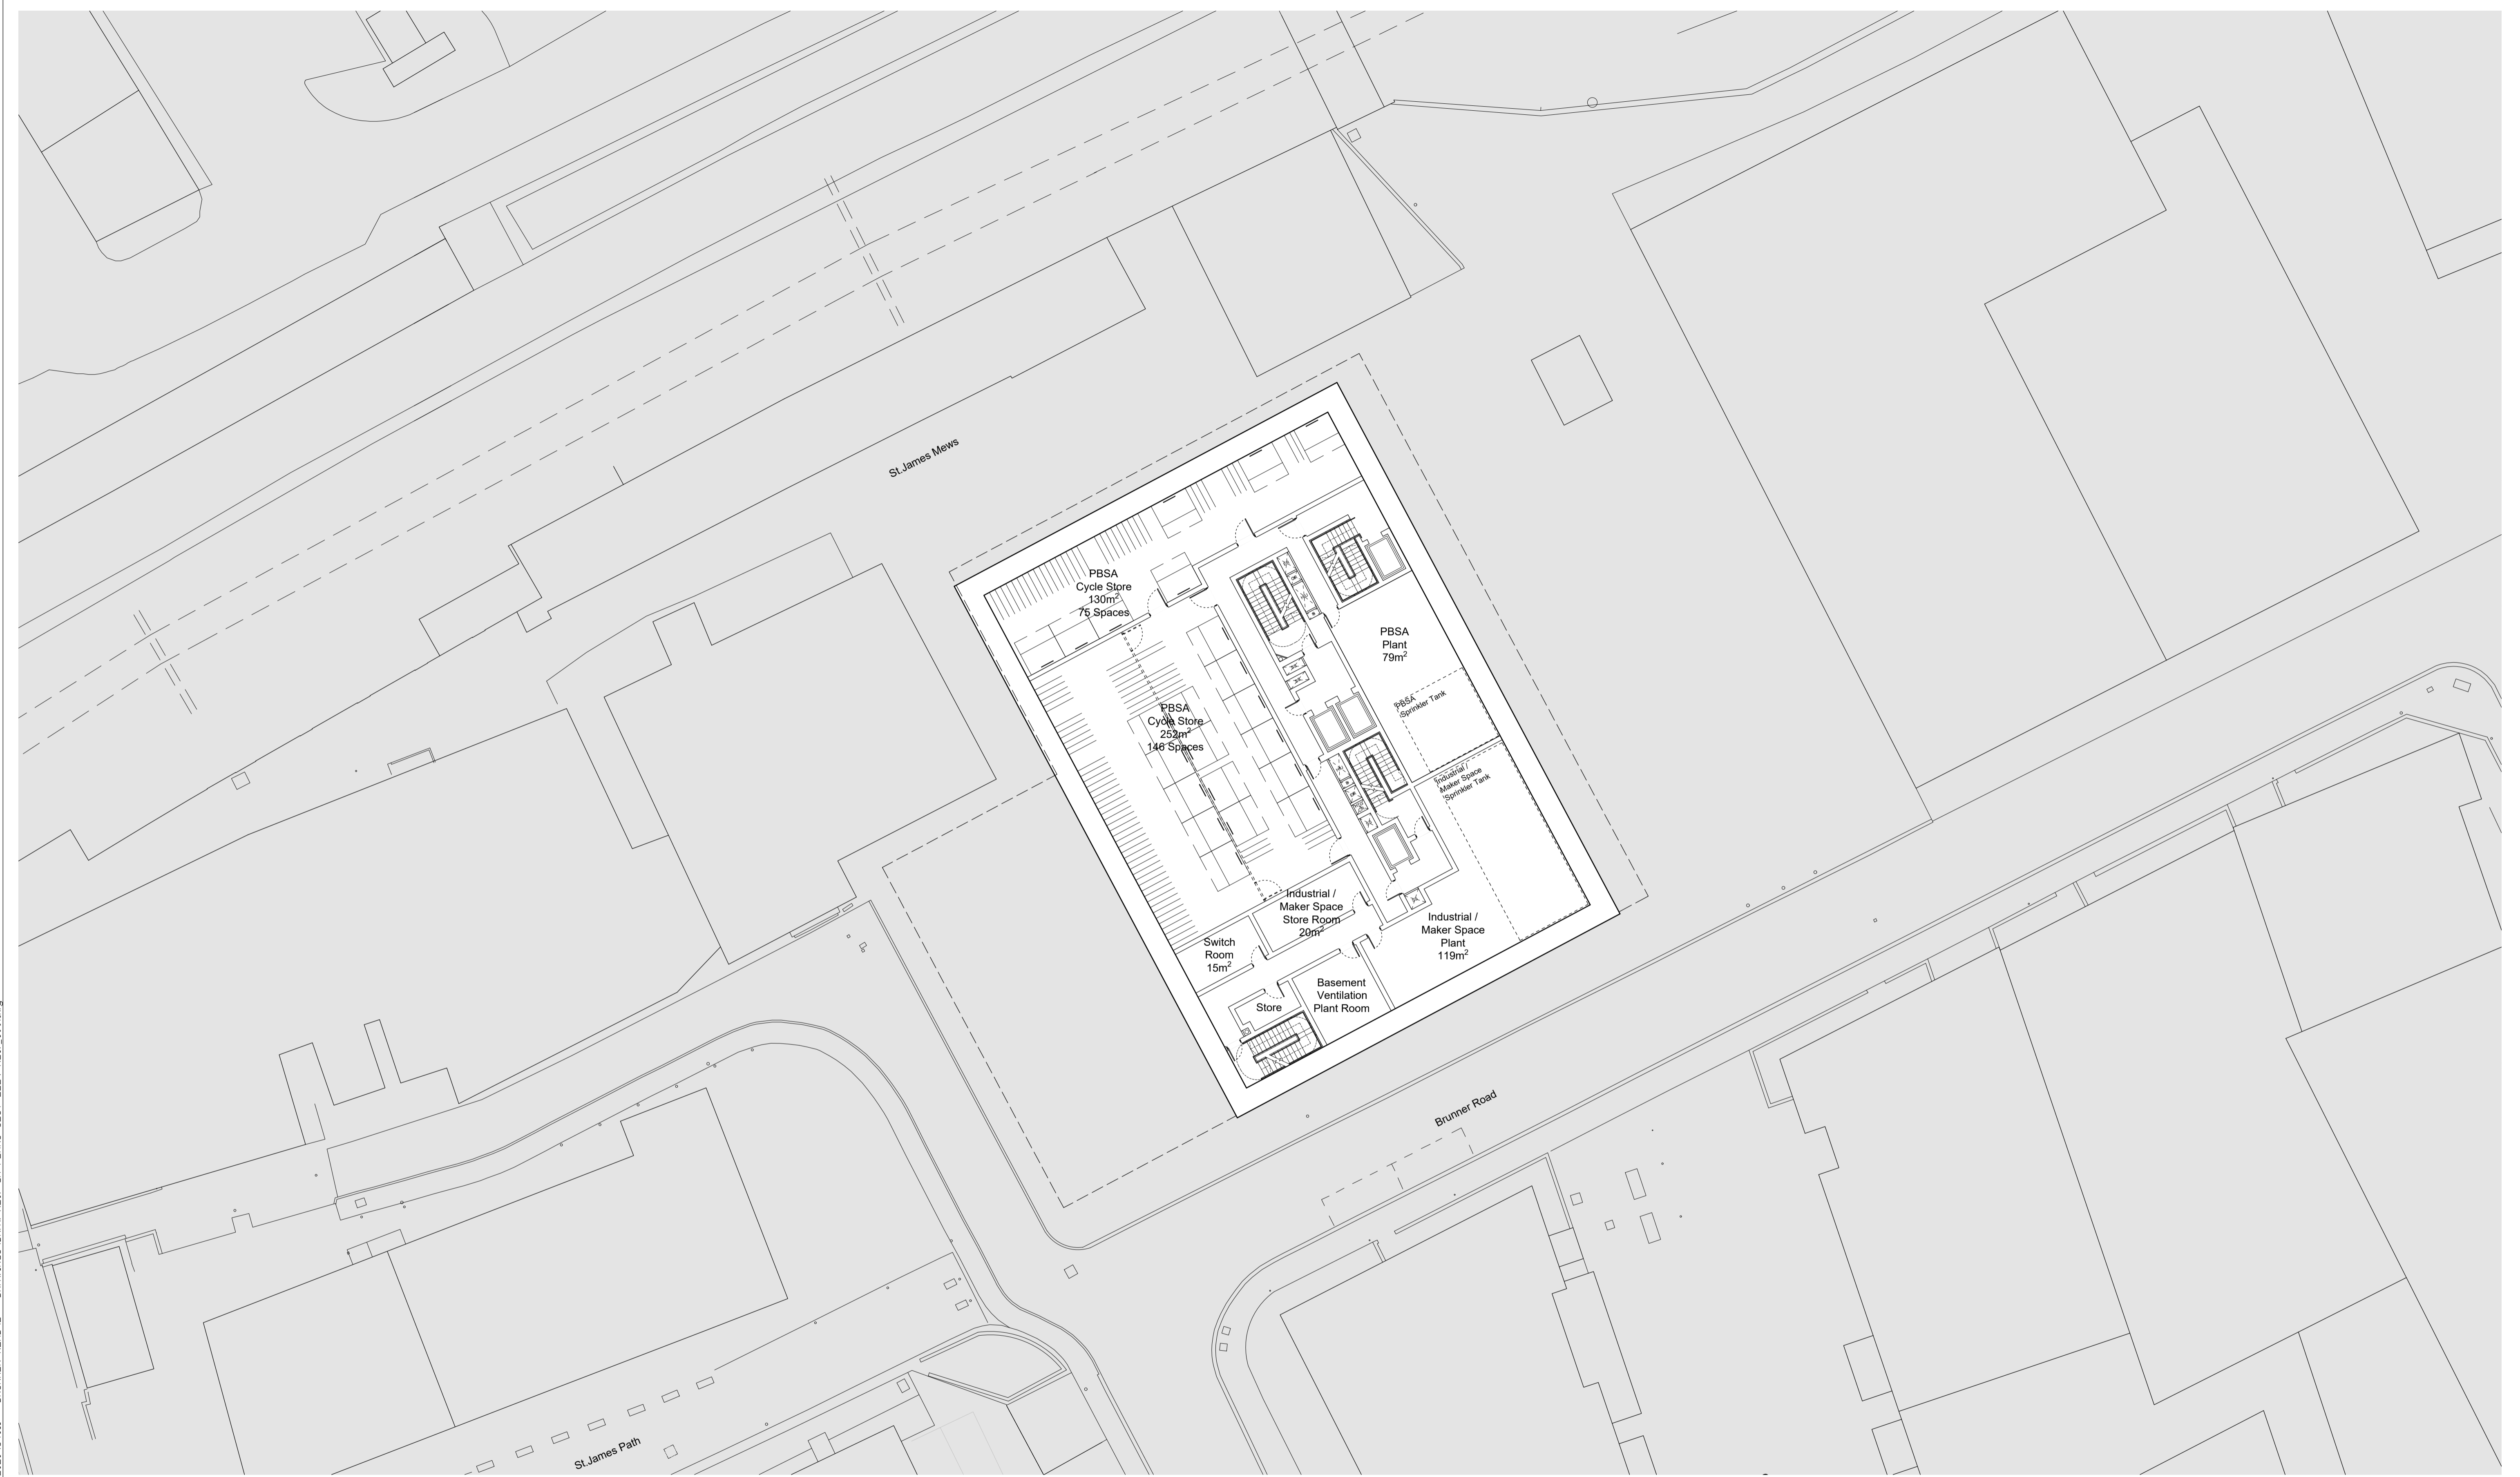 St.James Mews
PBSA
Cycle Store
130m²
75 Spaces
PBSA
Plant
79m²
PBSA
Sprinkler Tank
PBSA
Cycle Store
252m²
146 Spaces
Industrial /
Maker Space
Sprinkler Tank
Industrial /
Maker Space
Store Room
20m²
Industrial /
Maker Space
Plant
119m²
Switch
Room
15m²
Basement
Ventilation
Plant Room
Store
Brunner Road
St.James Path